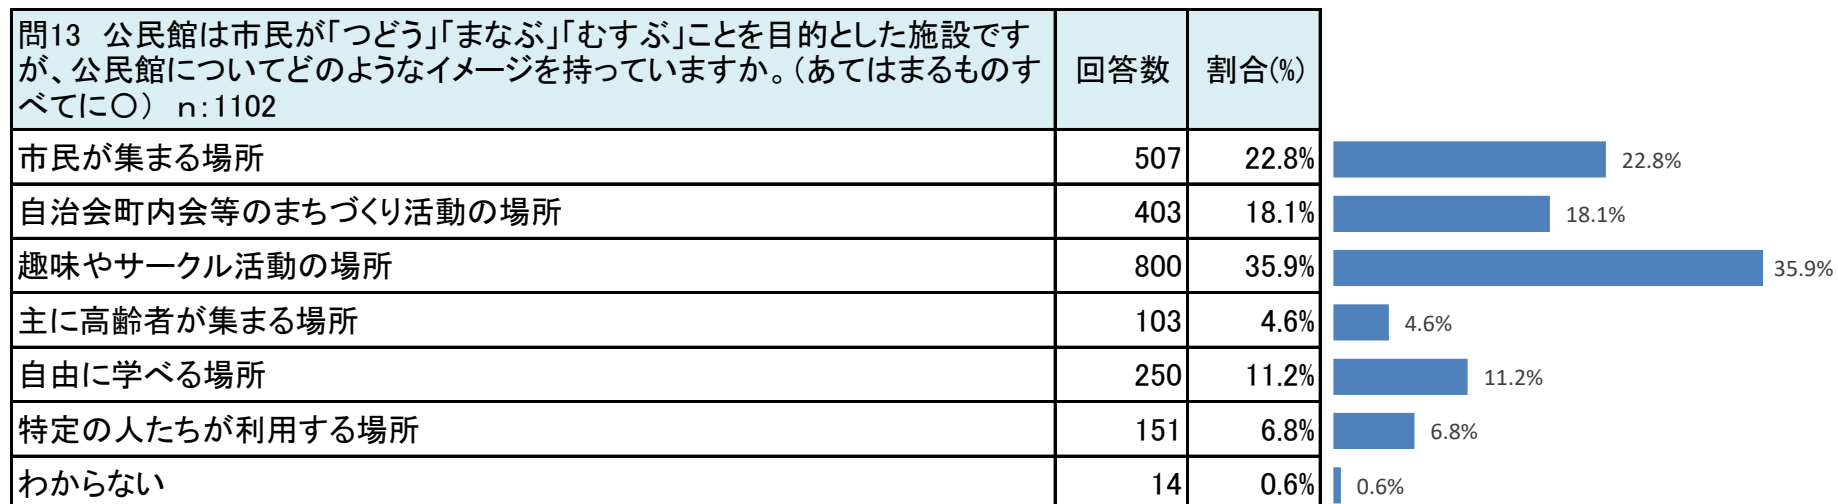 問13　公民館は市民が「つどう」「まなぶ」「むすぶ」ことを目的とした施設です
が、公民館についてどのようなイメージを持っていますか。（あてはまるものす
べてに〇）　ｎ：1102
回答数 割合(%)
市民が集まる場所 507 22.8% 22.8%
自治会町内会等のまちづくり活動の場所 403 18.1% 18.1%
趣味やサークル活動の場所 800 35.9% 35.9%
主に高齢者が集まる場所 103 4.6% 4.6%
自由に学べる場所 250 11.2% 11.2%
特定の人たちが利用する場所 151 6.8% 6.8%
わからない 14 0.6% 0.6%